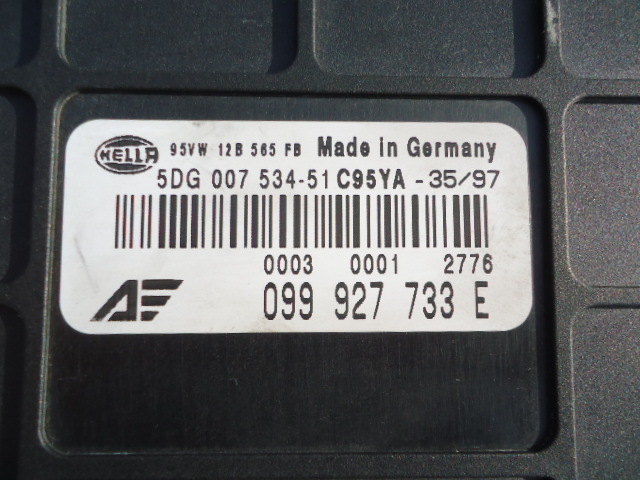 HELLA 95VW 12B 565 FB Made in Germany
5DG 007 534-51 C95YA - 35/97
0003 0001 2776
AE 099 927 733 E